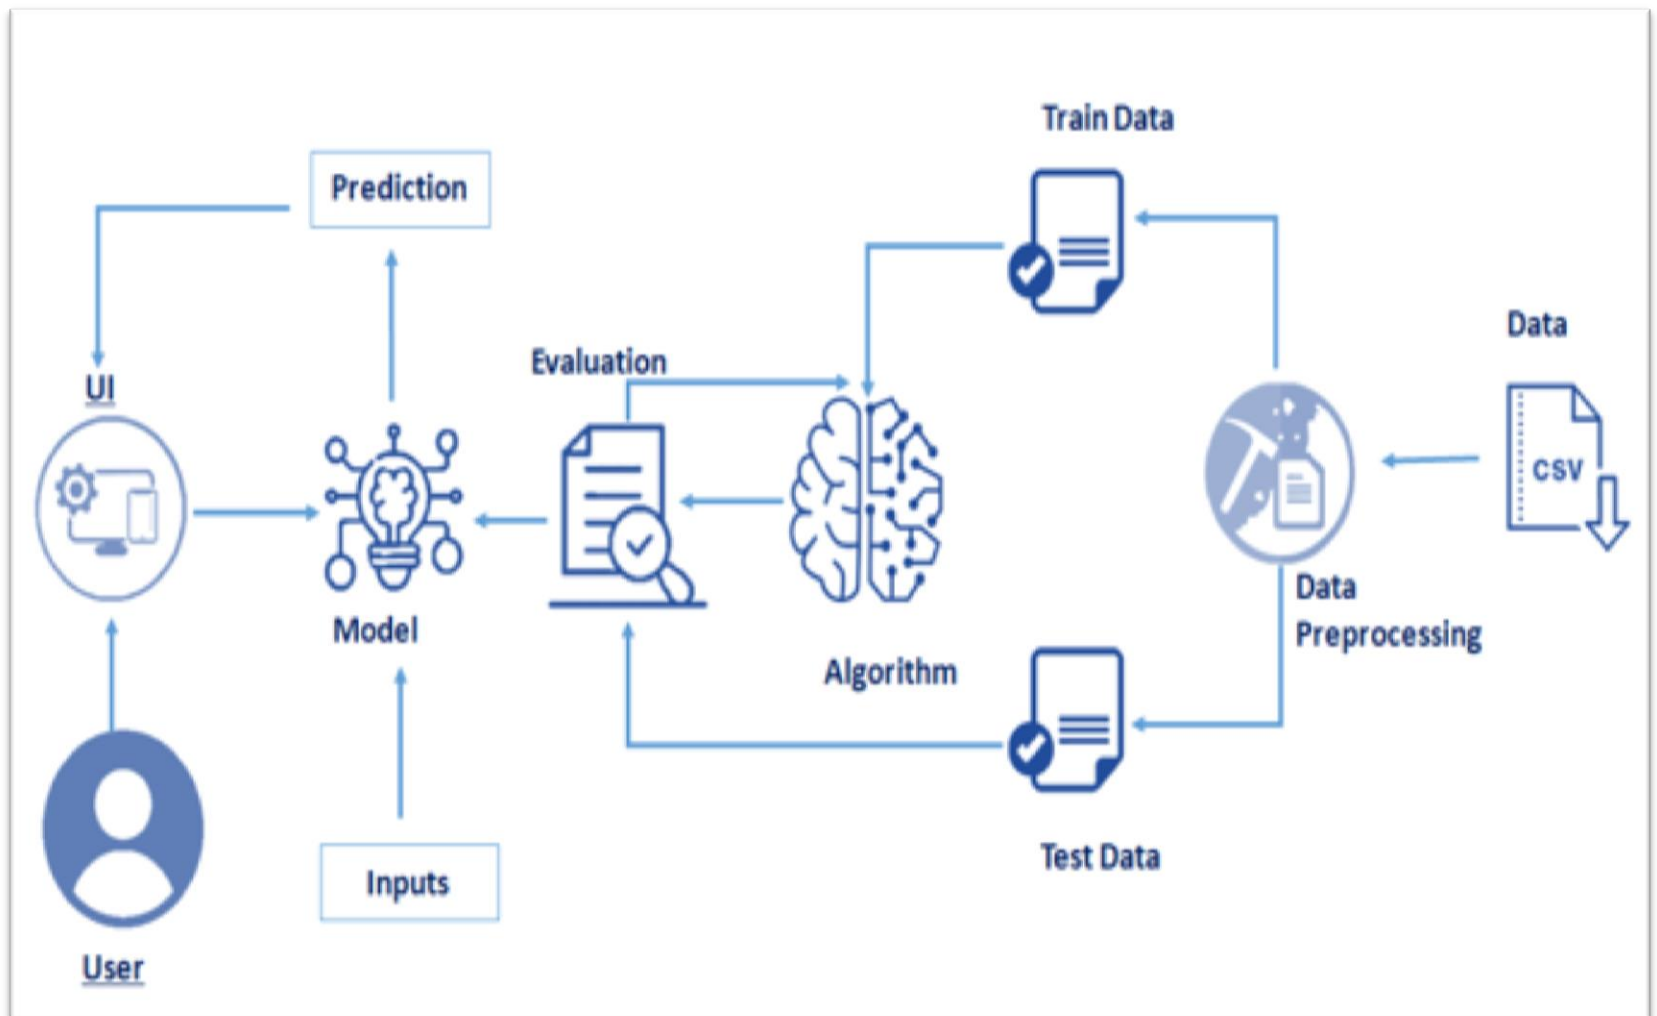 Train Data
Prediction
Data
Evaluation
UI
CSV
Data
Preprocessing
Model
Algorithm
Test Data
Inputs
User